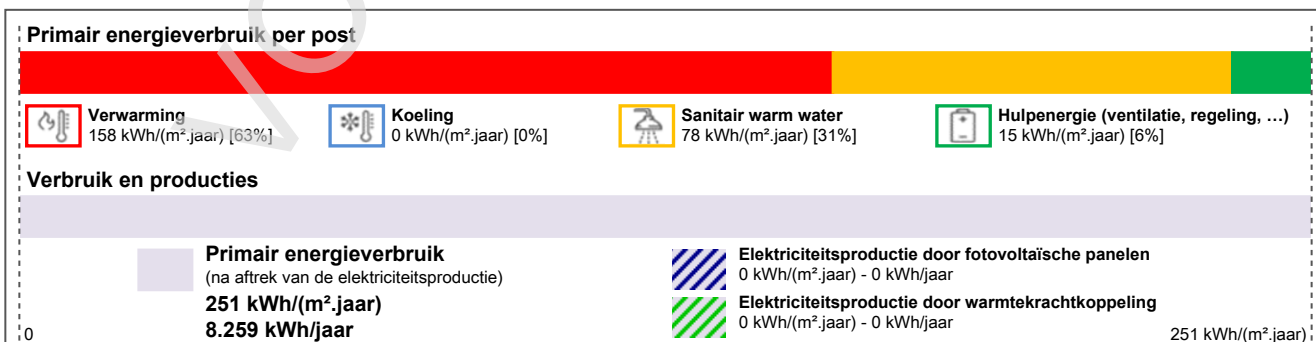 Primair energieverbruik per post
Verwarming
158 kWh/(m².jaar) [63%]
Koeling
0 kWh/(m².jaar) [0%]
Sanitair warm water
78 kWh/(m².jaar) [31%]
Hulpenergie (ventilatie, regeling, …)
15 kWh/(m².jaar) [6%]
Verbruik en producties
Primair energieverbruik
(na aftrek van de elektriciteitsproductie)
251 kWh/(m².jaar)
8.259 kWh/jaar
Elektriciteitsproductie door fotovoltaïsche panelen
0 kWh/(m².jaar) - 0 kWh/jaar
Elektriciteitsproductie door warmtekrachtkoppeling
0 kWh/(m².jaar) - 0 kWh/jaar
0
251 kWh/(m².jaar)